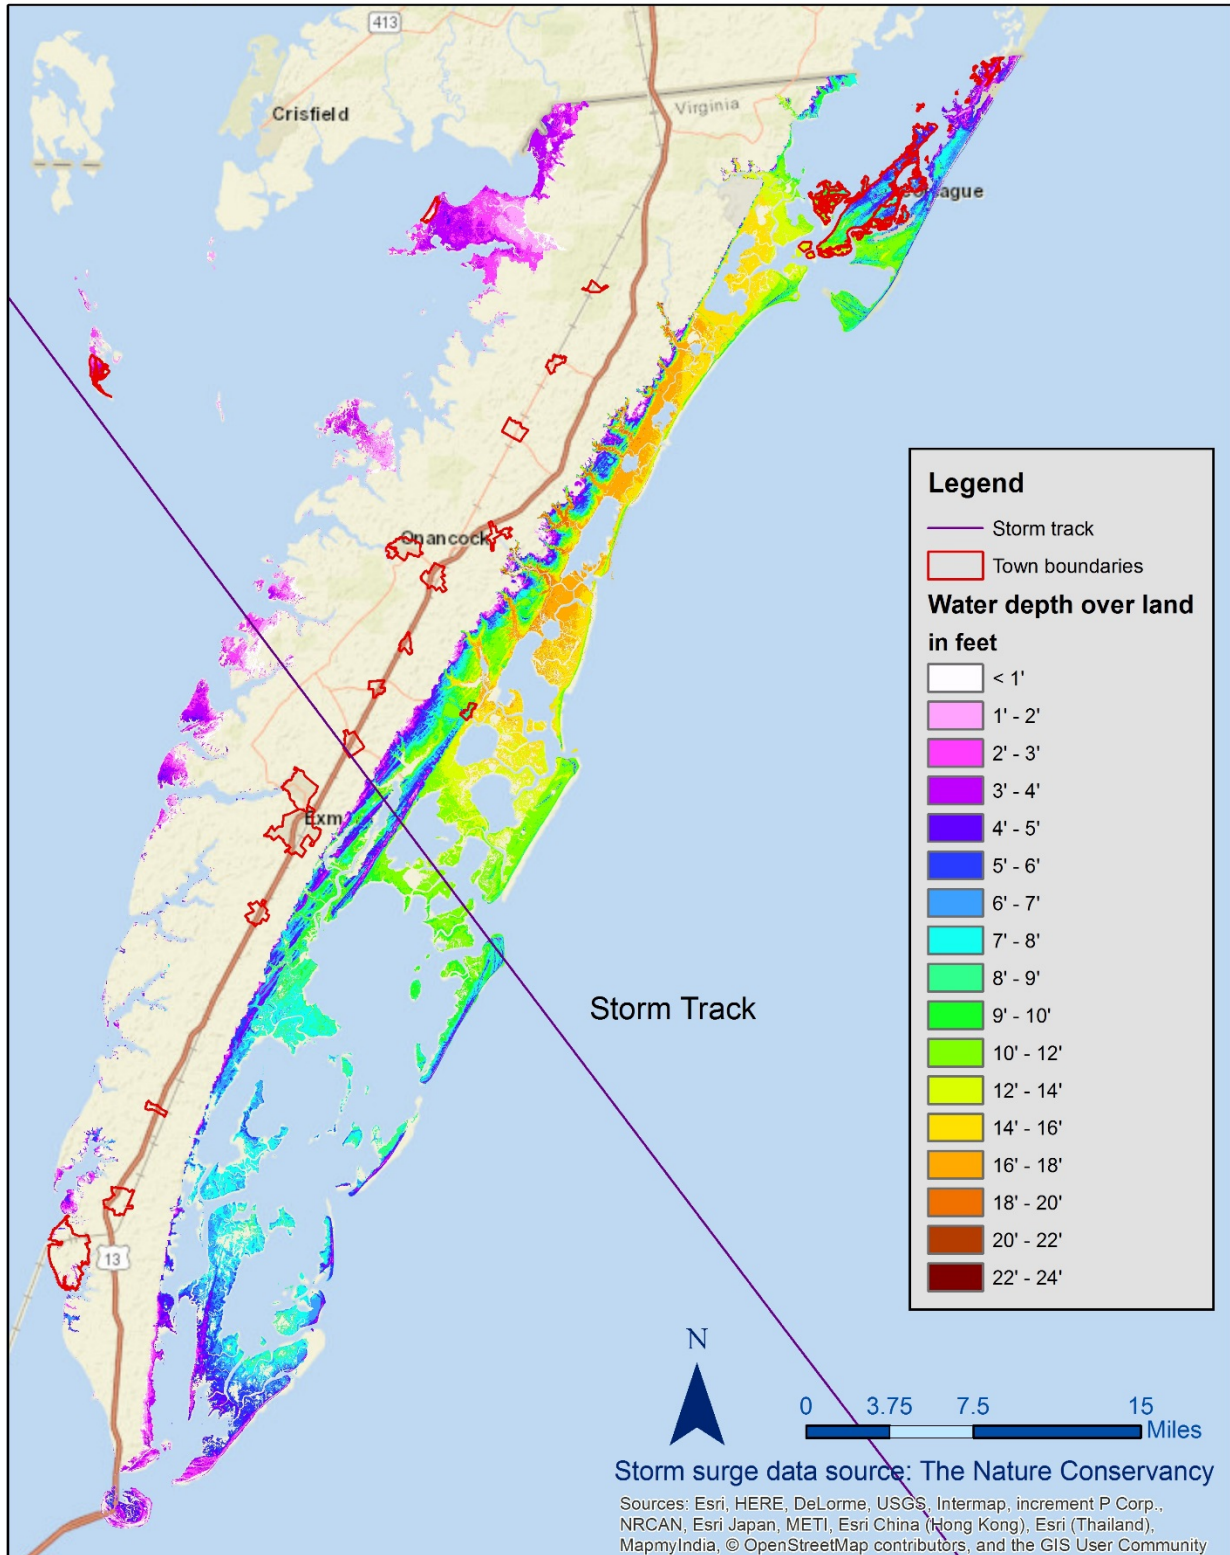 413
Crisfield
Virginia
ague
Onancock
Exm
Storm Track
13
Legend
Storm track
Town boundaries
Water depth over land
in feet
< 1'
1' - 2'
2' - 3'
3' - 4'
4' - 5'
5' - 6'
6' - 7'
7' - 8'
8' - 9'
9' - 10'
10' - 12'
12' - 14'
14' - 16'
16' - 18'
18' - 20'
20' - 22'
22' - 24'
N
0 3.75 7.5 15
Miles
Storm surge data source: The Nature Conservancy
Sources: Esri, HERE, DeLorme, USGS, Intermap, increment P Corp.,
NRCAN, Esri Japan, METI, Esri China (Hong Kong), Esri (Thailand),
MapmyIndia, © OpenStreetMap contributors, and the GIS User Community